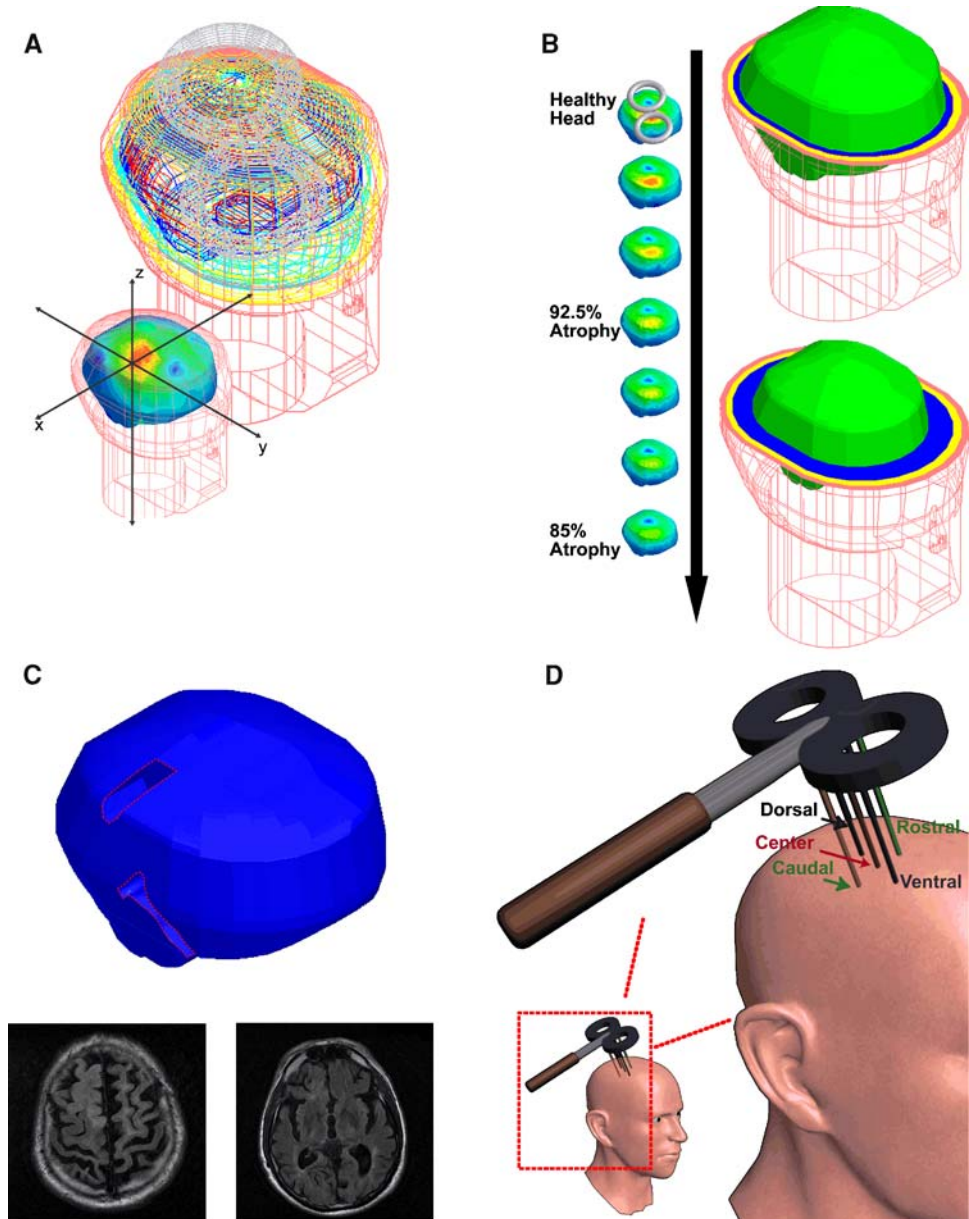 A
z
x
y
B
Healthy
Head
92.5%
Atrophy
85%
Atrophy
C
D
Dorsal
Rostral
Center
Caudal
Ventral